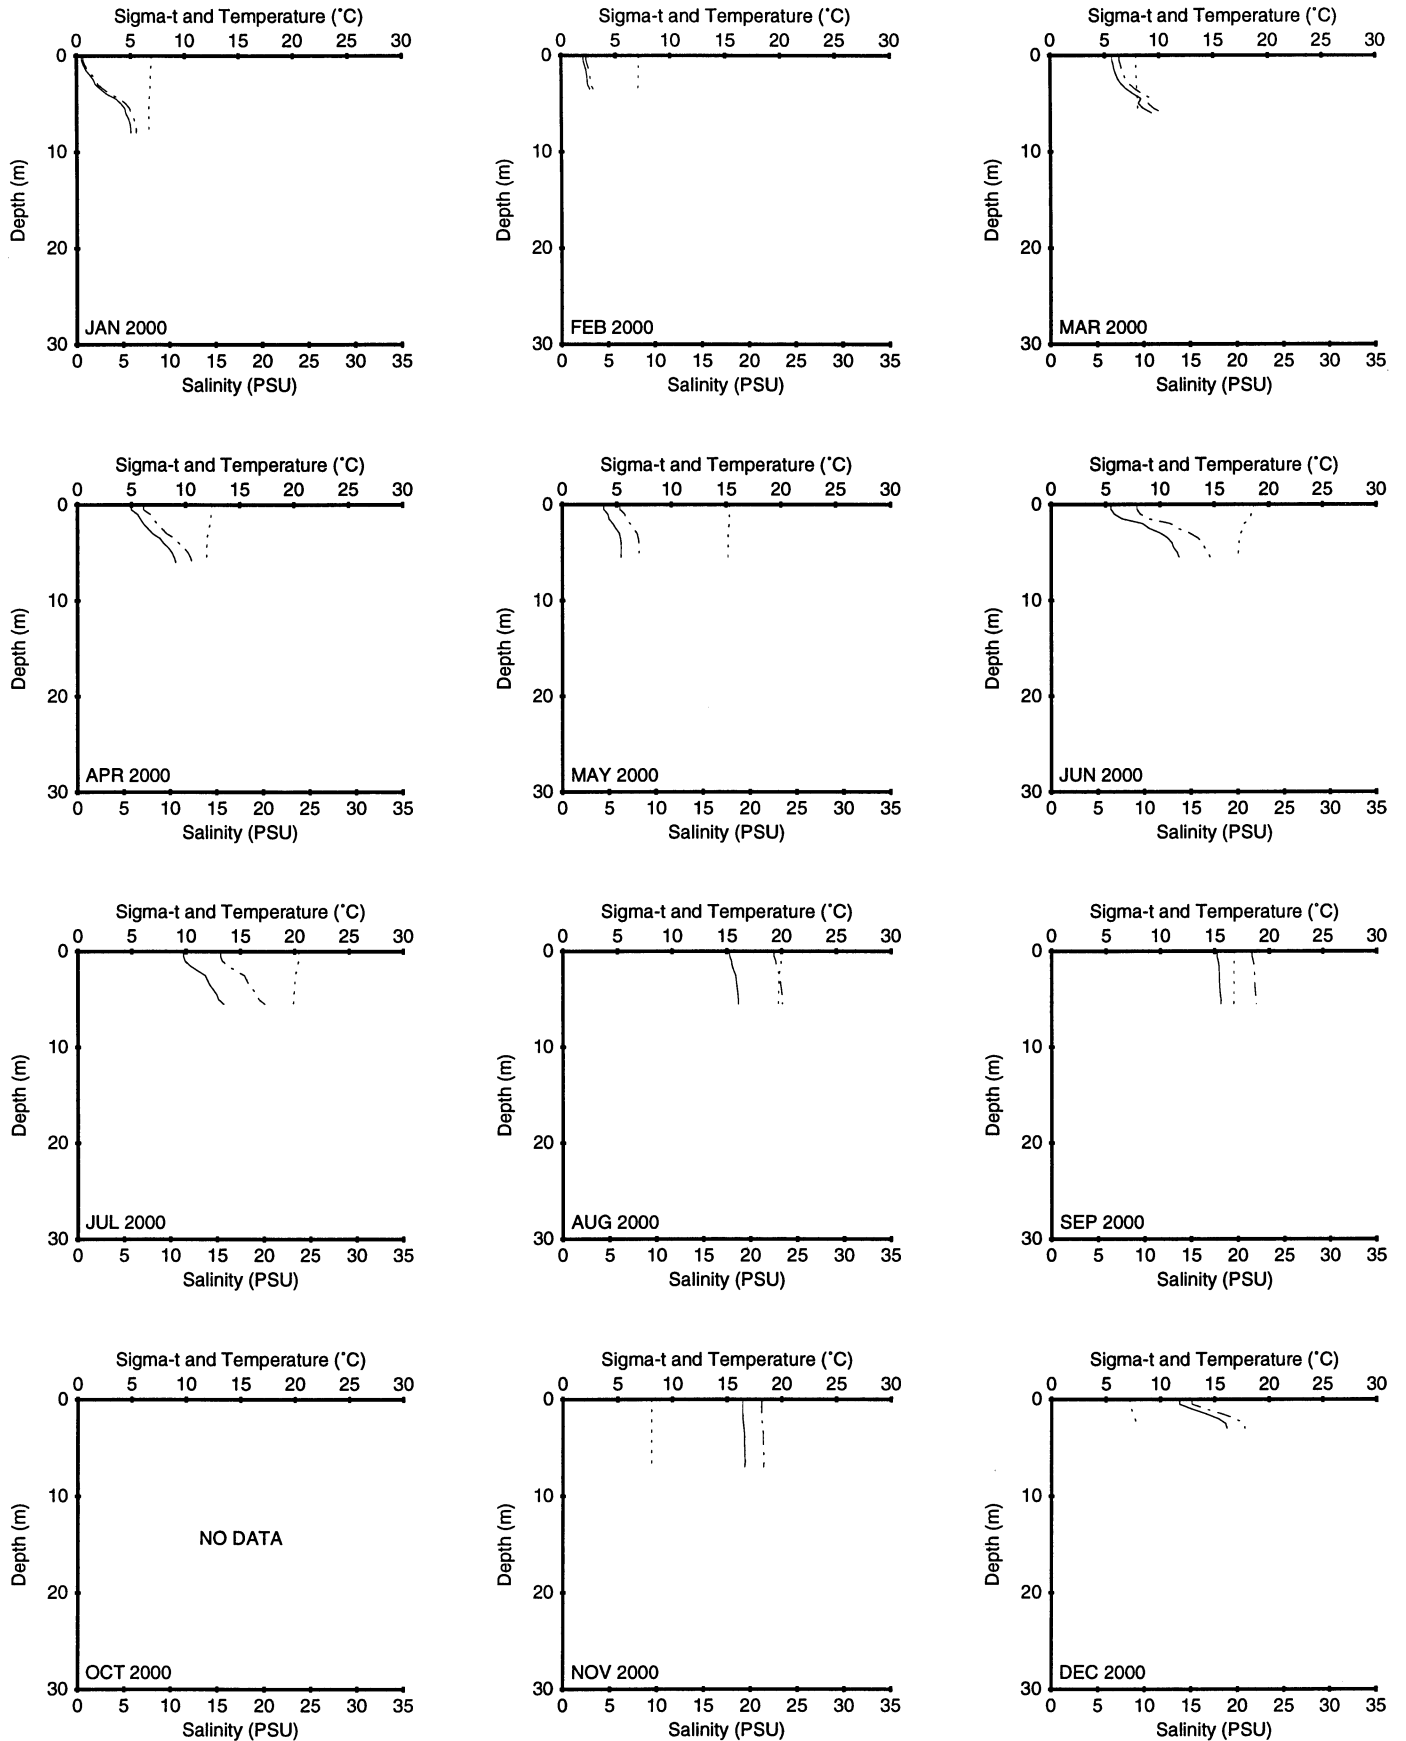 Sigma-t and Temperature (˚C) Sigma-t and Temperature (˚C) Sigma-t and Temperature (˚C)
0 5 10 15 20 25 30 0 5 10 15 20 25 30 0 5 10 15 20 25 30
0 0 0
10 10 10
Depth (m) Depth (m) Depth (m)
20 20 20
JAN 2000 FEB 2000 MAR 2000
30 30 30
0 5 10 15 20 25 30 35 0 5 10 15 20 25 30 35 0 5 10 15 20 25 30 35
Salinity (PSU) Salinity (PSU) Salinity (PSU)
Sigma-t and Temperature (˚C) Sigma-t and Temperature (˚C) Sigma-t and Temperature (˚C)
0 5 10 15 20 25 30 0 5 10 15 20 25 30 0 5 10 15 20 25 30
0 0 0
10 10 10
Depth (m) Depth (m) Depth (m)
20 20 20
APR 2000 MAY 2000 JUN 2000
30 30 30
0 5 10 15 20 25 30 35 0 5 10 15 20 25 30 35 0 5 10 15 20 25 30 35
Salinity (PSU) Salinity (PSU) Salinity (PSU)
Sigma-t and Temperature (˚C) Sigma-t and Temperature (˚C) Sigma-t and Temperature (˚C)
0 5 10 15 20 25 30 0 5 10 15 20 25 30 0 5 10 15 20 25 30
0 0 0
10 10 10
Depth (m) Depth (m) Depth (m)
20 20 20
JUL 2000 AUG 2000 SEP 2000
30 30 30
0 5 10 15 20 25 30 35 0 5 10 15 20 25 30 35 0 5 10 15 20 25 30 35
Salinity (PSU) Salinity (PSU) Salinity (PSU)
Sigma-t and Temperature (˚C) Sigma-t and Temperature (˚C) Sigma-t and Temperature (˚C)
0 5 10 15 20 25 30 0 5 10 15 20 25 30 0 5 10 15 20 25 30
0 0 0
10 10 10
Depth (m) NO DATA Depth (m) Depth (m)
20 20 20
OCT 2000 NOV 2000 DEC 2000
30 30 30
0 5 10 15 20 25 30 35 0 5 10 15 20 25 30 35 0 5 10 15 20 25 30 35
Salinity (PSU) Salinity (PSU) Salinity (PSU)